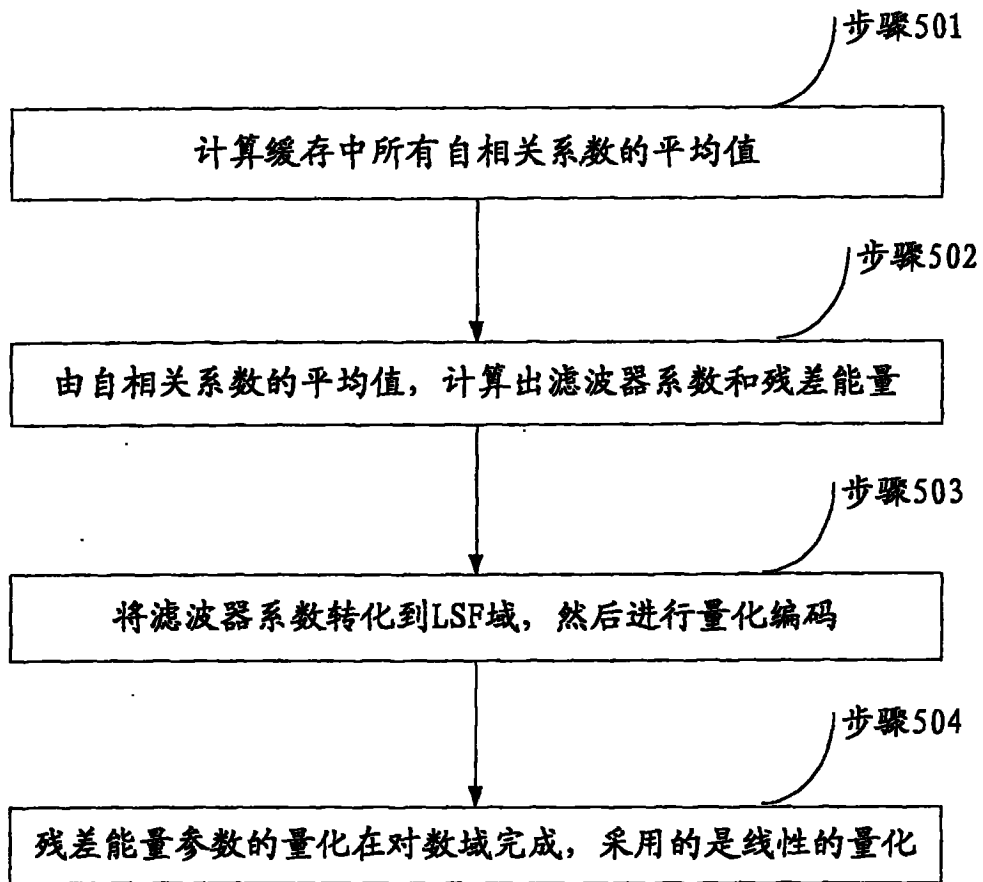 步骤501
计算缓存中所有自相关系数的平均值
步骤502
由自相关系数的平均值，计算出滤波器系数和残差能量
步骤503
将滤波器系数转化到LSF域，然后进行量化编码
步骤504
残差能量参数的量化在对数域完成，采用的是线性的量化